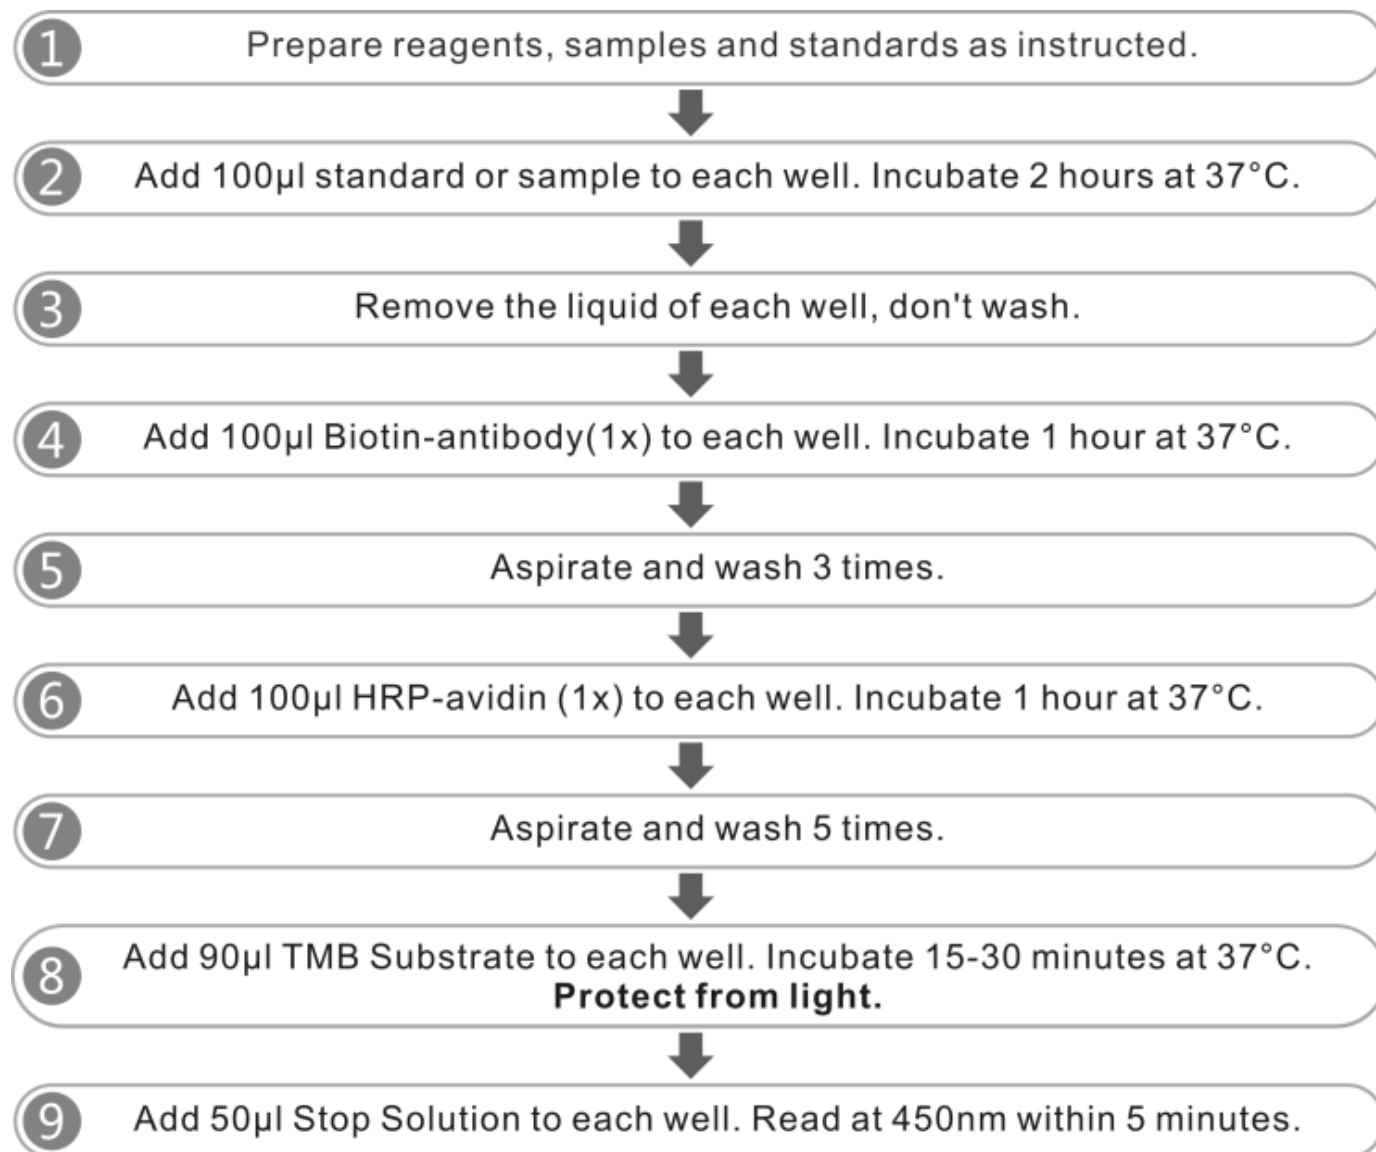 1 Prepare reagents, samples and standards as instructed.
2 Add 100μl standard or sample to each well. Incubate 2 hours at 37°C.
3 Remove the liquid of each well, don't wash.
4 Add 100μl Biotin-antibody(1x) to each well. Incubate 1 hour at 37°C.
5 Aspirate and wash 3 times.
6 Add 100μl HRP-avidin (1x) to each well. Incubate 1 hour at 37°C.
7 Aspirate and wash 5 times.
8 Add 90μl TMB Substrate to each well. Incubate 15-30 minutes at 37°C.
Protect from light.
9 Add 50μl Stop Solution to each well. Read at 450nm within 5 minutes.